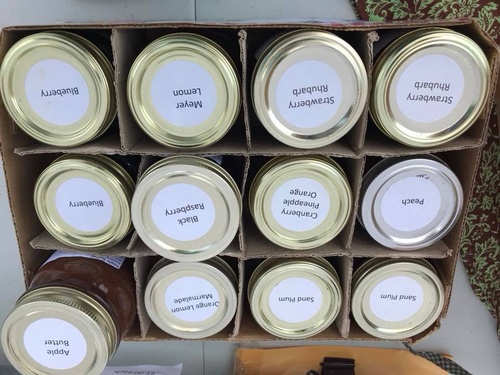 Blueberry
Meyer
Lemon
Strawberry
Rhubarb
Strawberry
Rhubarb
Blueberry
Black
Raspberry
Cranberry
Pineapple
Orange
Peach
Apple
Butter
Orange Lemon
Marmalade
Sand Plum
Sand Plum